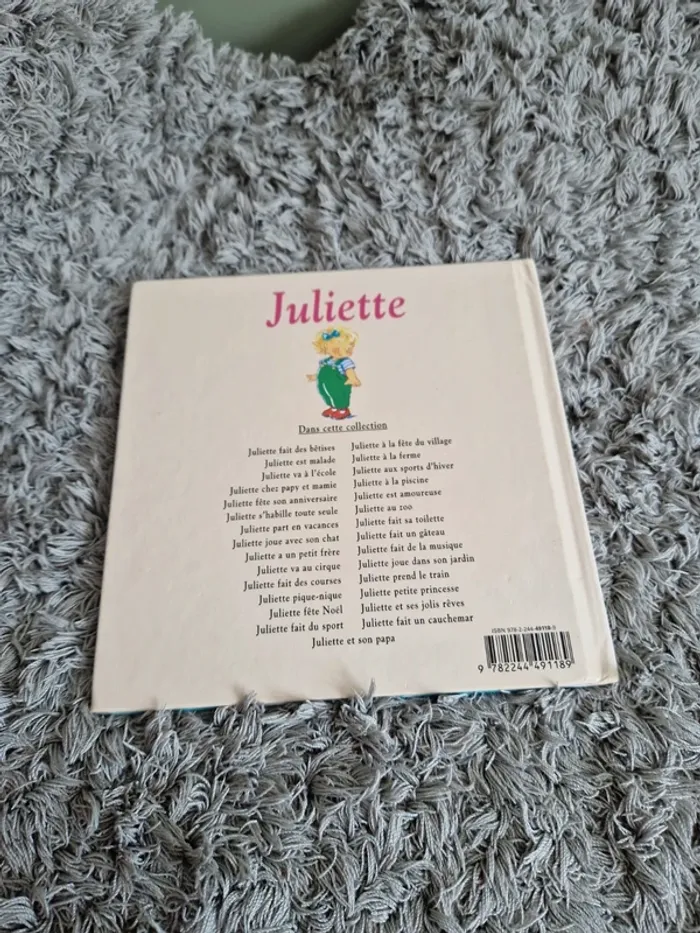 Juliette
Dans cette collection
Juliette fait des bêtises
Juliette est malade
Juliette va à l'école
Juliette chez papy et mamie
Juliette fête son anniversaire
Juliette s'habille toute seule
Juliette part en vacances
Juliette joue avec son chat
Juliette a un petit frère
Juliette va au cirque
Juliette fait des courses
Juliette pique-nique
Juliette fête Noël
Juliette fait du sport
Juliette à la fête du village
Juliette à la ferme
Juliette aux sports d'hiver
Juliette à la piscine
Juliette est amoureuse
Juliette au zoo
Juliette fait sa toilette
Juliette fait un gâteau
Juliette fait de la musique
Juliette joue dans son jardin
Juliette prend le train
Juliette petite princesse
Juliette et ses jolis rêves
Juliette fait un cauchemar
Juliette et son papa
ISBN 978-2-244-49118-9
9 782244 491189